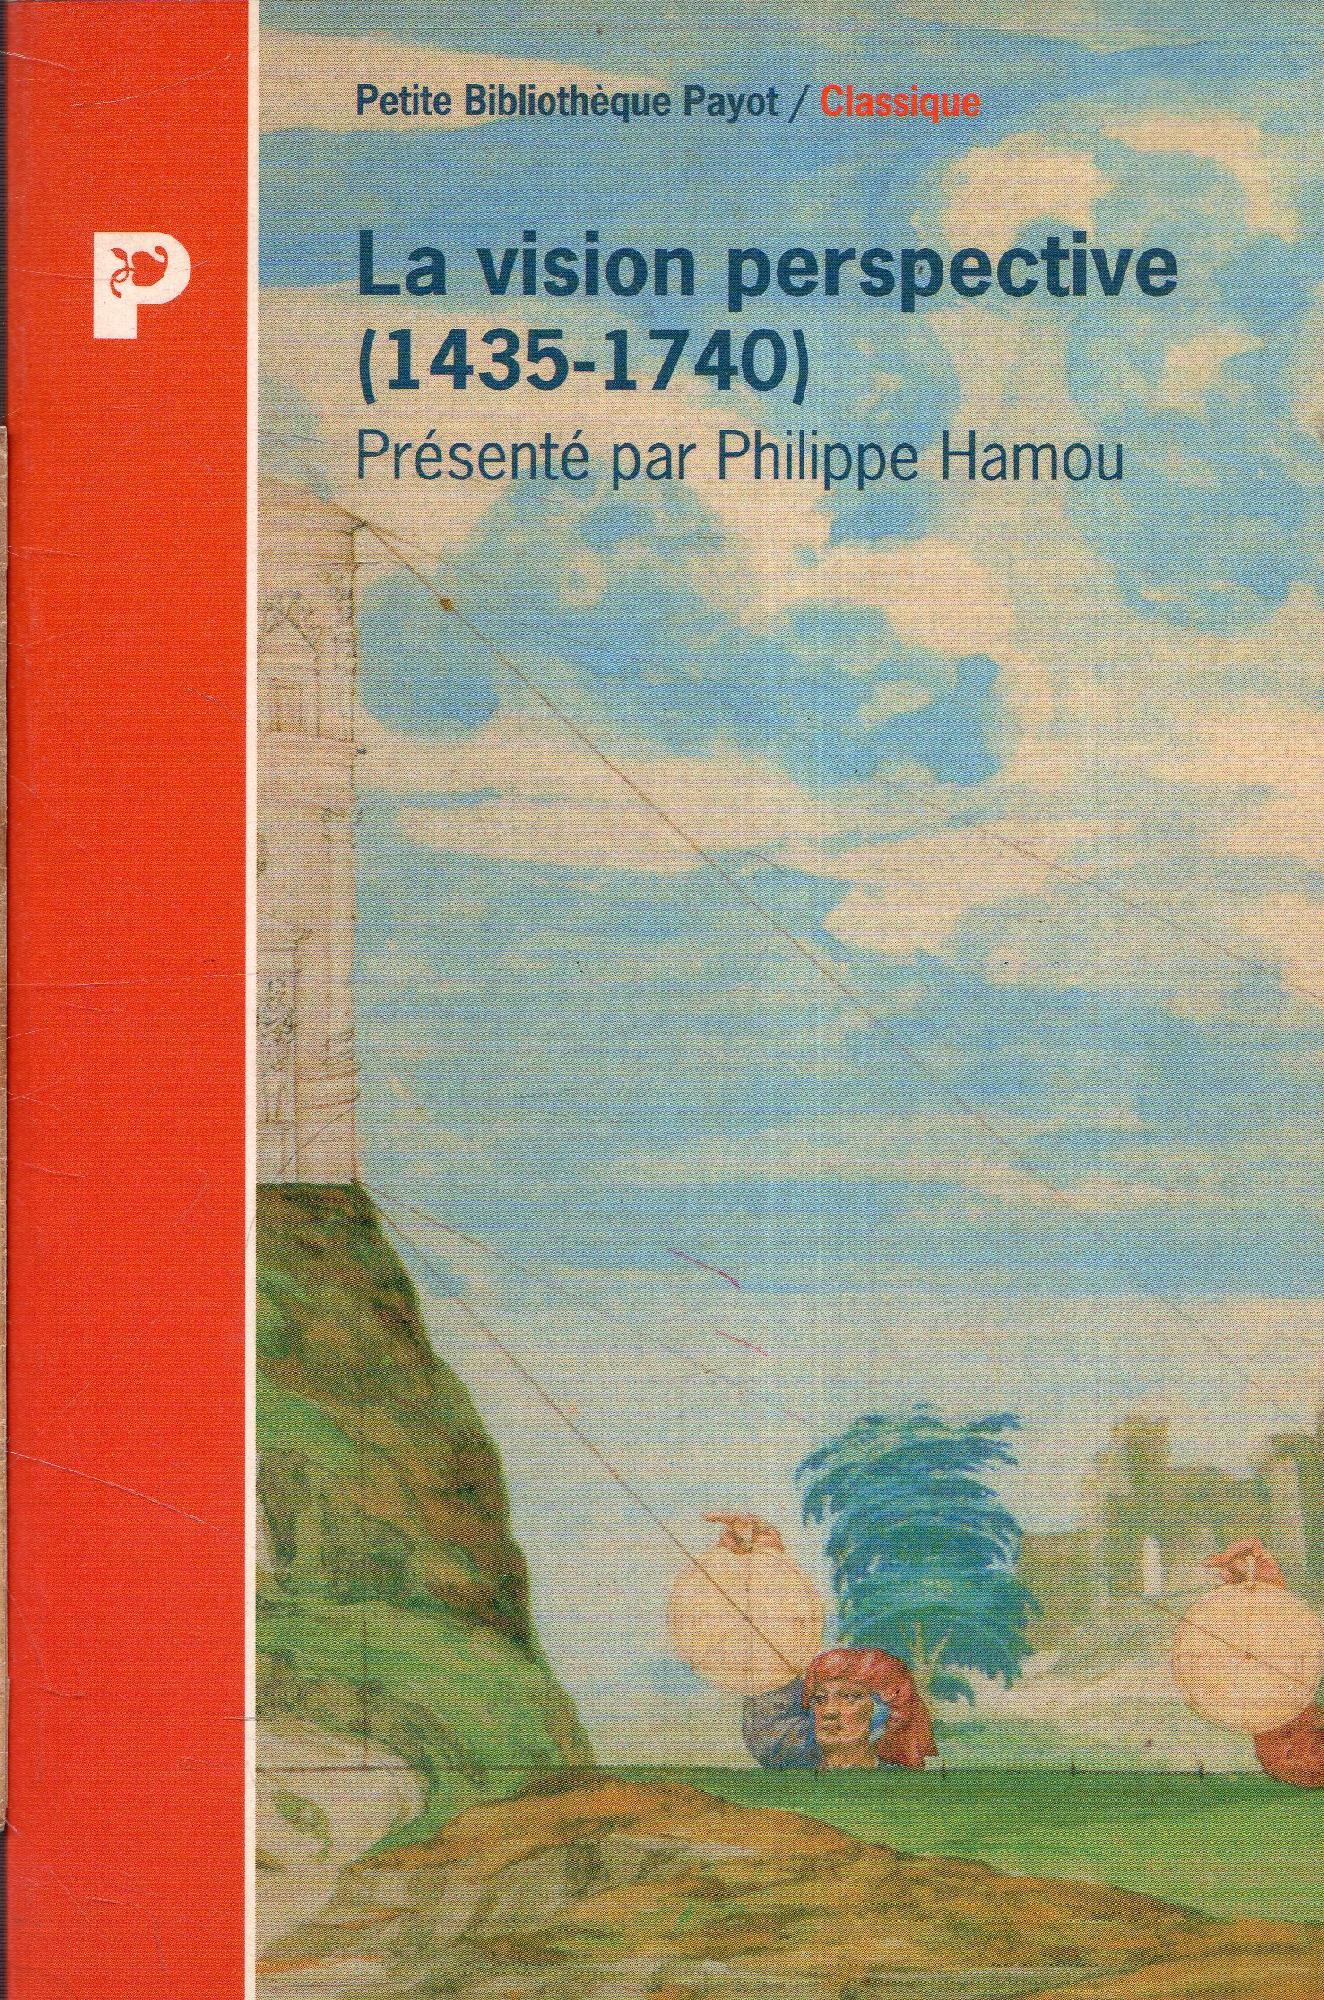 Petite Bibliothèque Payot / Classique
P
La vision perspective
(1435-1740)
Présenté par Philippe Hamou